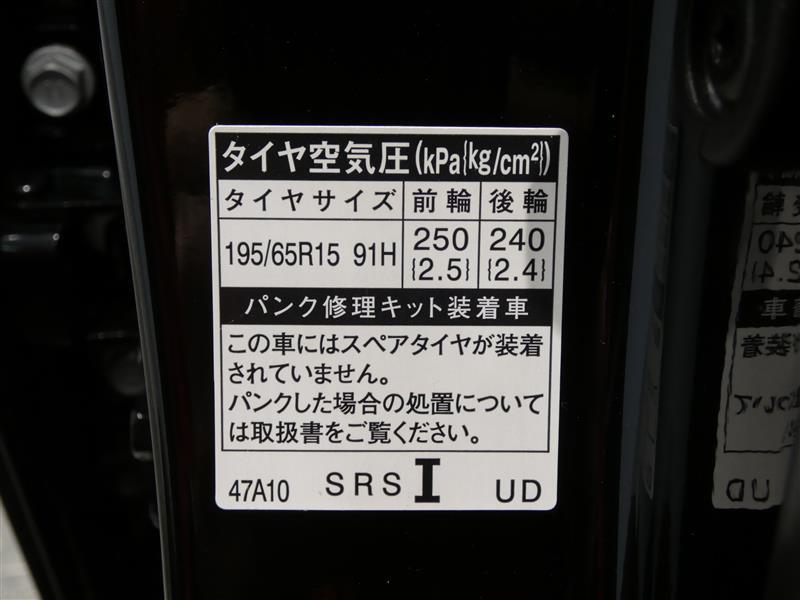 タイヤ空気圧(kPa{kg/cm²})
タイヤサイズ 前輪 後輪
195/65R15 91H 250 {2.5} 240 {2.4}
パンク修理キット装着車
この車にはスペアタイヤが装着
されていません。
パンクした場合の処置について
は取扱書をご覧ください。
47A10 SRS I UD